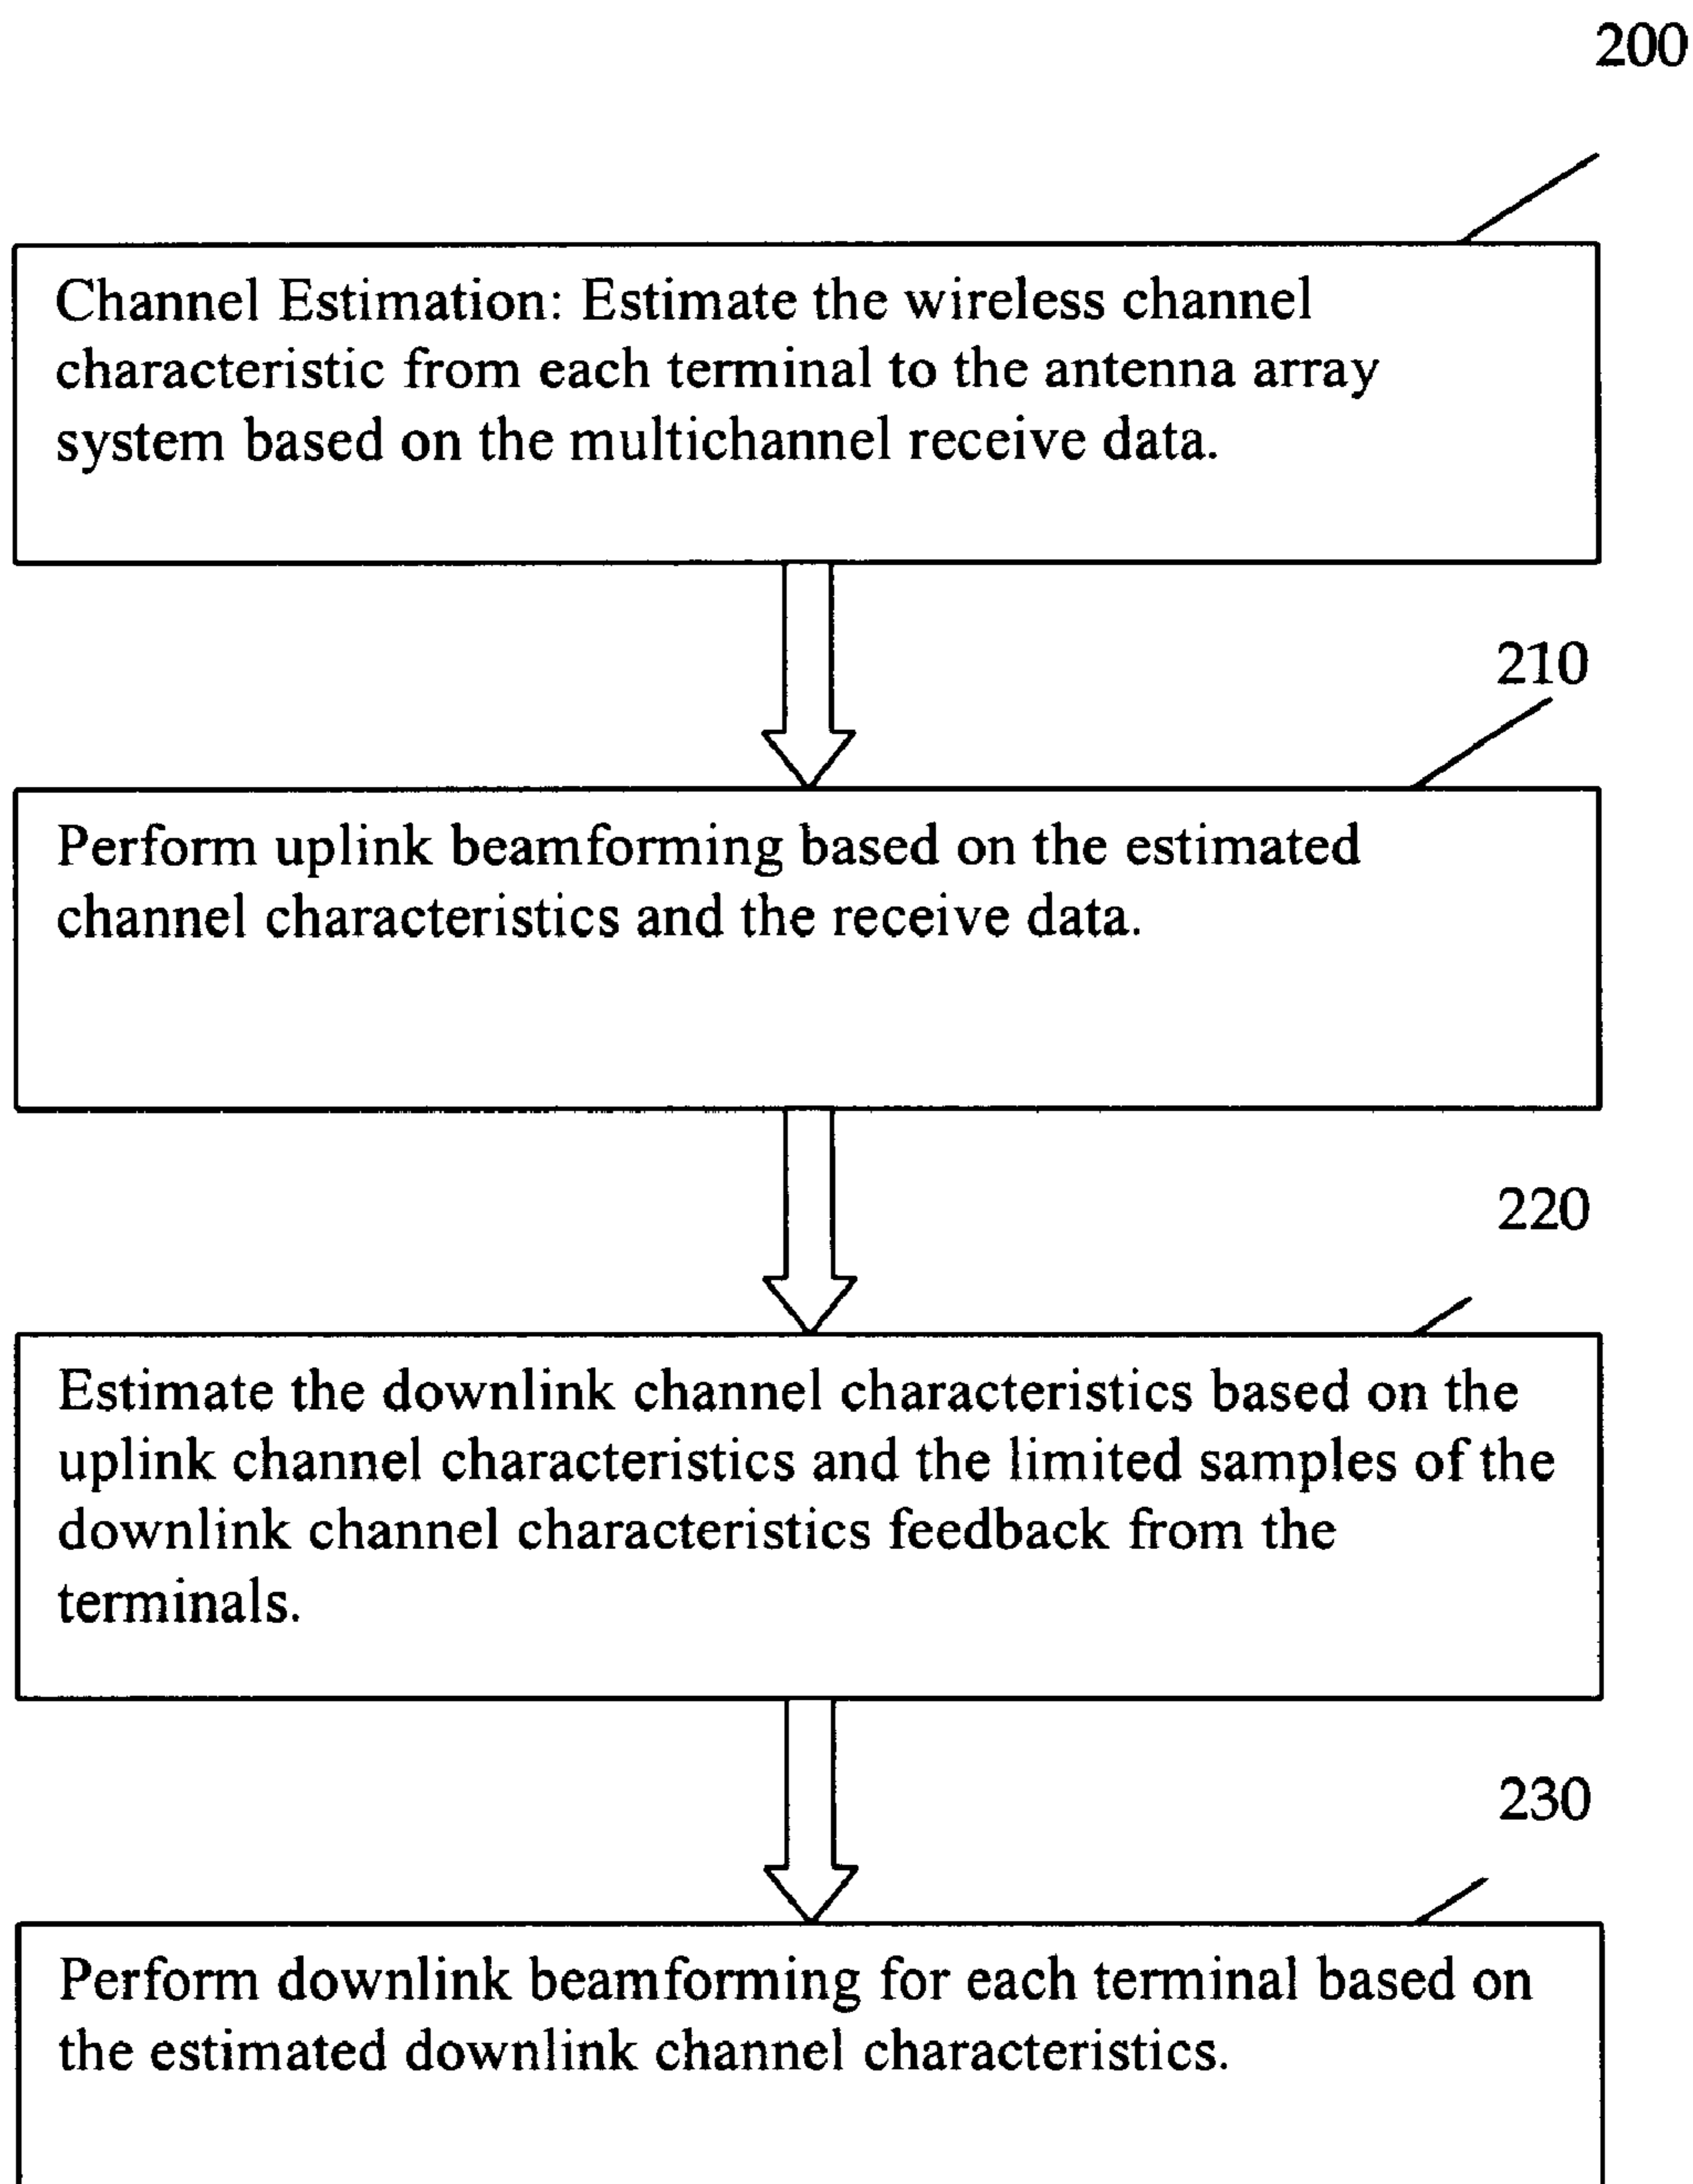 200
Channel Estimation: Estimate the wireless channel
characteristic from each terminal to the antenna array
system based on the multichannel receive data.
210
Perform uplink beamforming based on the estimated
channel characteristics and the receive data.
220
Estimate the downlink channel characteristics based on the
uplink channel characteristics and the limited samples of the
downlink channel characteristics feedback from the
terminals.
230
Perform downlink beamforming for each terminal based on
the estimated downlink channel characteristics.